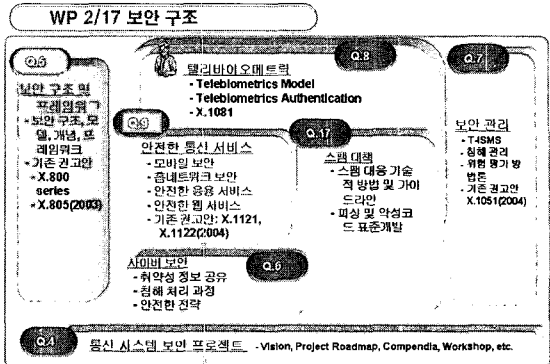 WP 2/17 보안 구조
Q.5
보안 구조 및
프레임워크
보안 구조, 모
델, 개념, 프
레임워크
기존 권고안
X.800
series
X.805(2003)
Q.8
텔리바이오메트릭
- Telebiometrics Model
- Telebiometrics Authentication
- X.1081
Q.9
안전한 통신 서비스
- 모바일 보안
- 홈네트워크 보안
- 안전한 응용 서비스
- 안전한 웹 서비스
- 기존 권고안: X.1121,
X.1122(2004)
Q.17
스팸 대책
- 스팸 대응 기술
적 방법 및 가이
드라인
- 피싱 및 악성코
드 표준개발
Q.7
보안 관리
- T-ISMS
- 침해 관리
- 위험 평가 방
법론
- 기존 권고안
X.1051(2004)
사이버 보안
- 취약성 정보 공유
- 침해 처리 과정
- 안전한 전략
Q.6
Q.4
통신 시스템 보안 프로젝트 - Vision, Project Roadmap, Compendia, Workshop, etc.